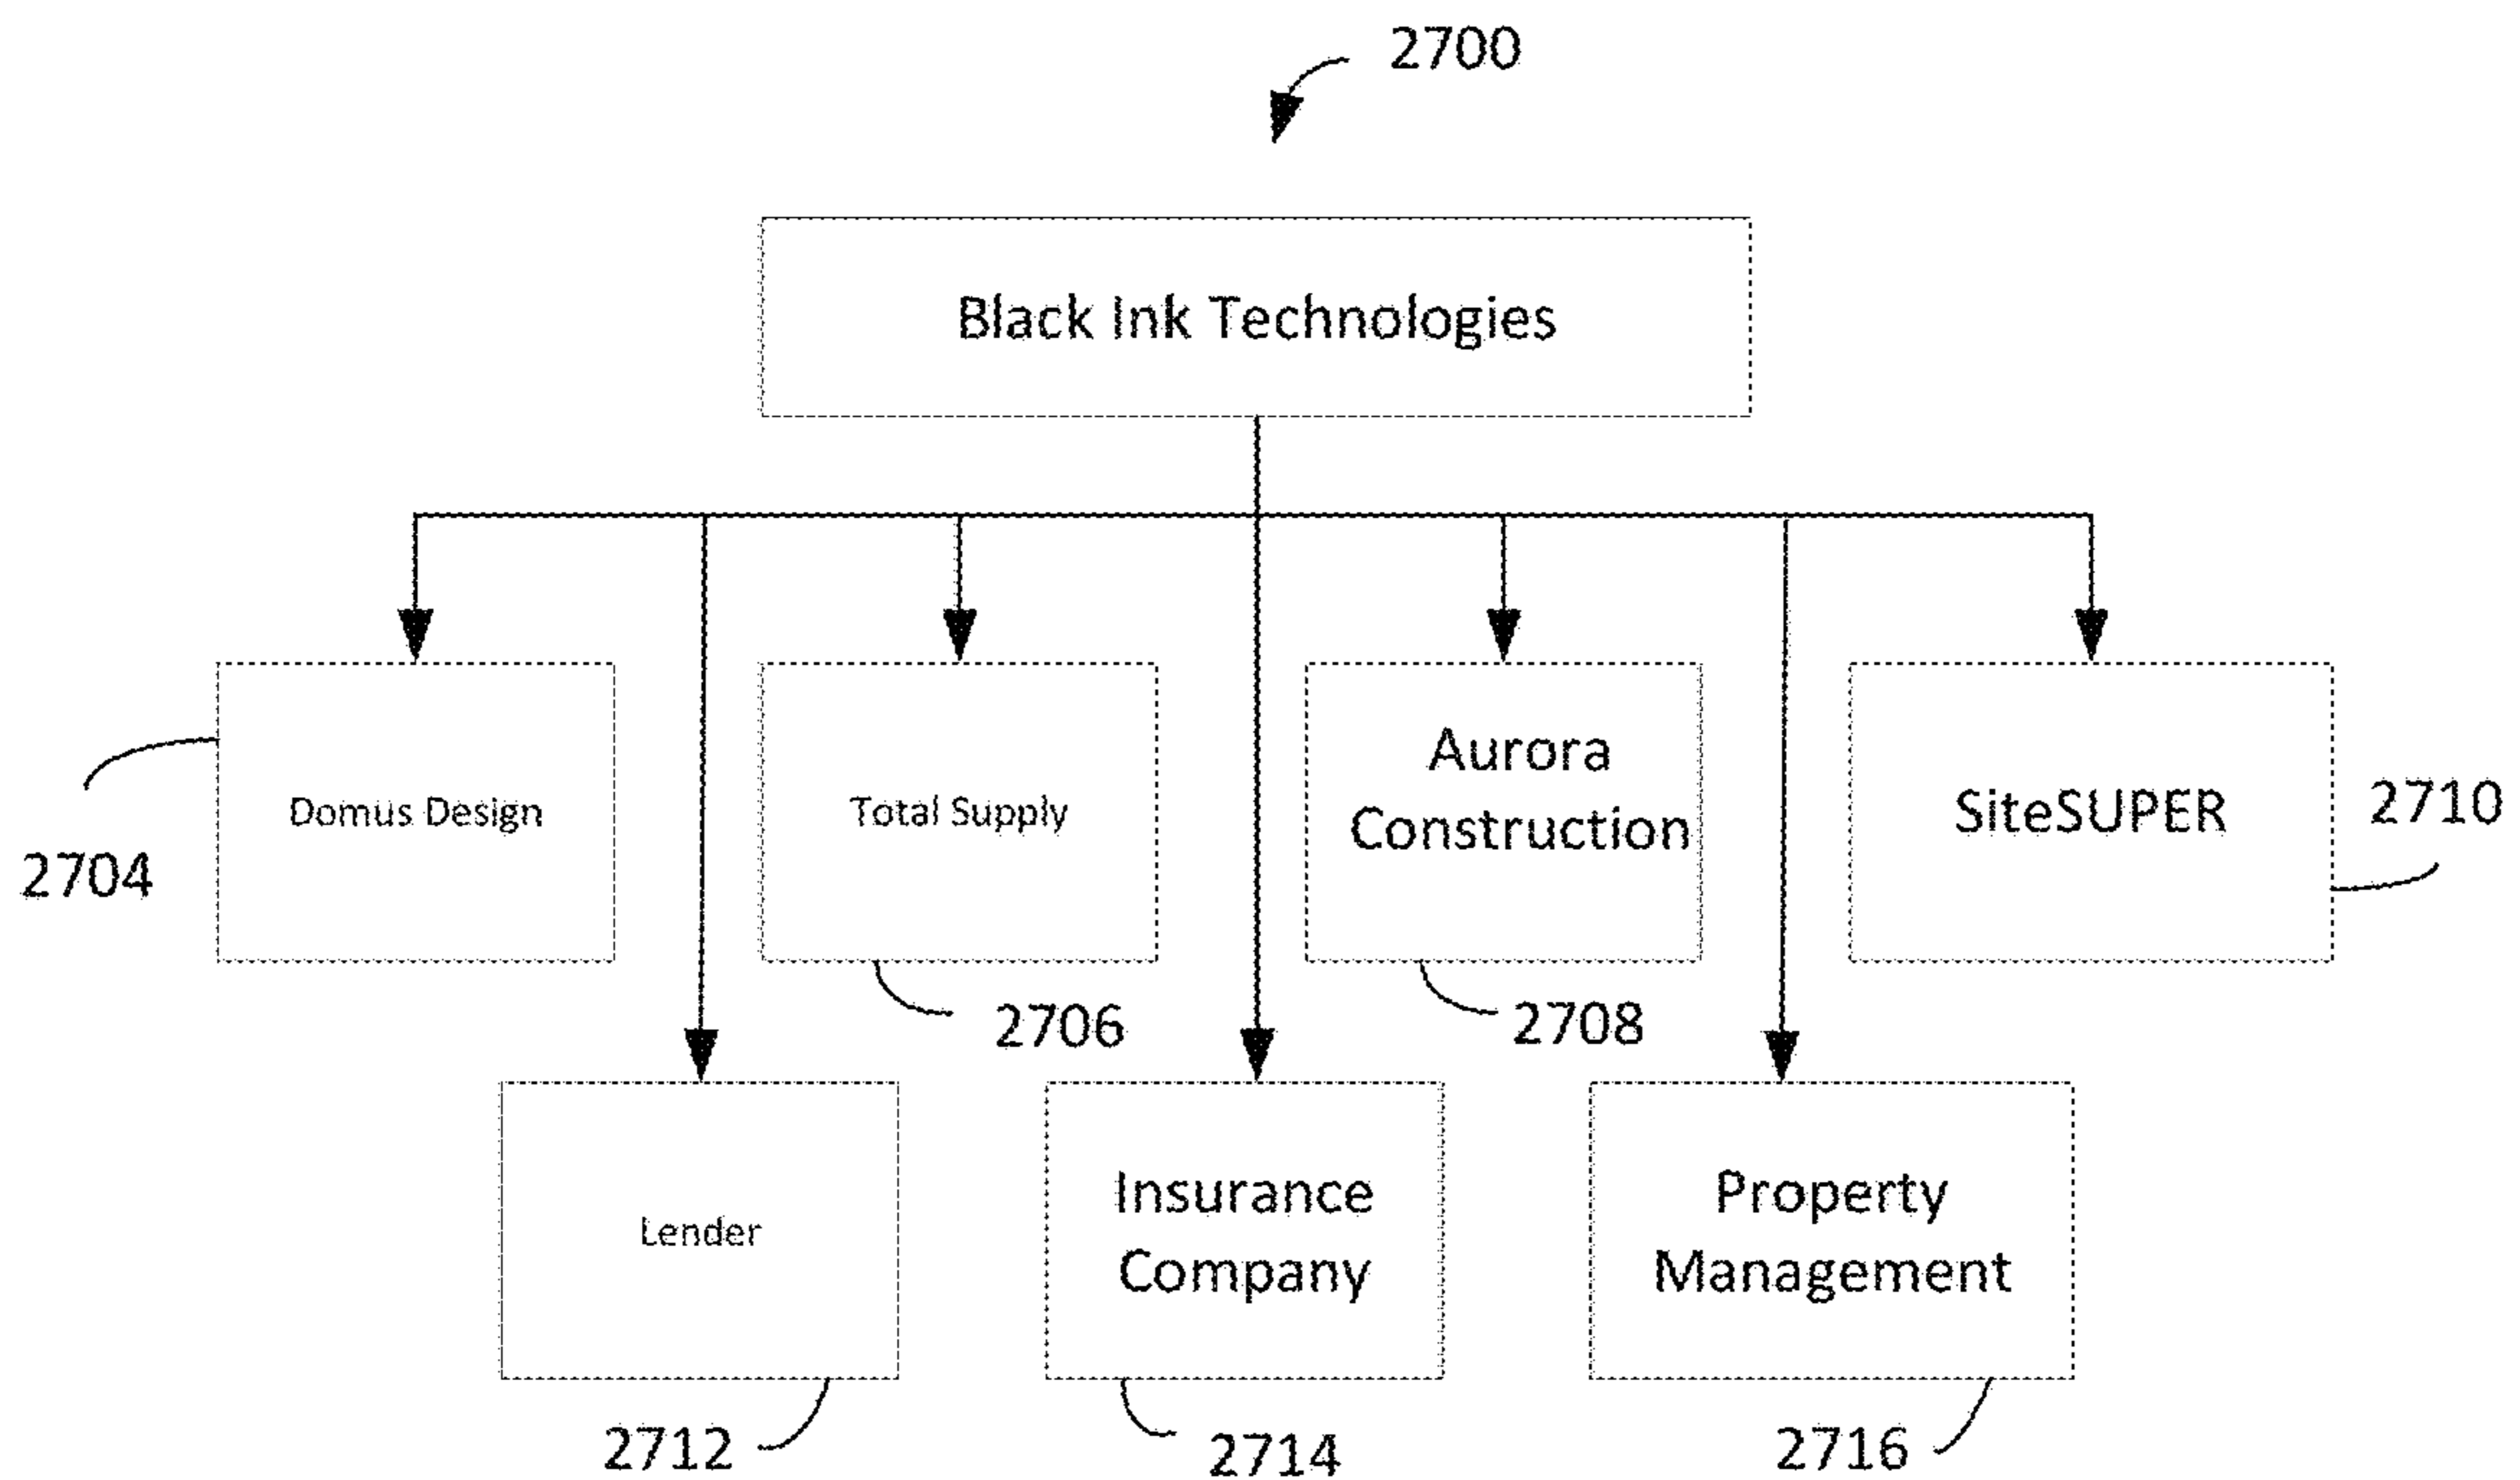 2700
Black Ink Technologies
Domus Design
Total Supply
Aurora
Construction
SiteSUPER
2710
2704
2706
2708
Lender
Insurance
Company
Property
Management
2712
2714
2716